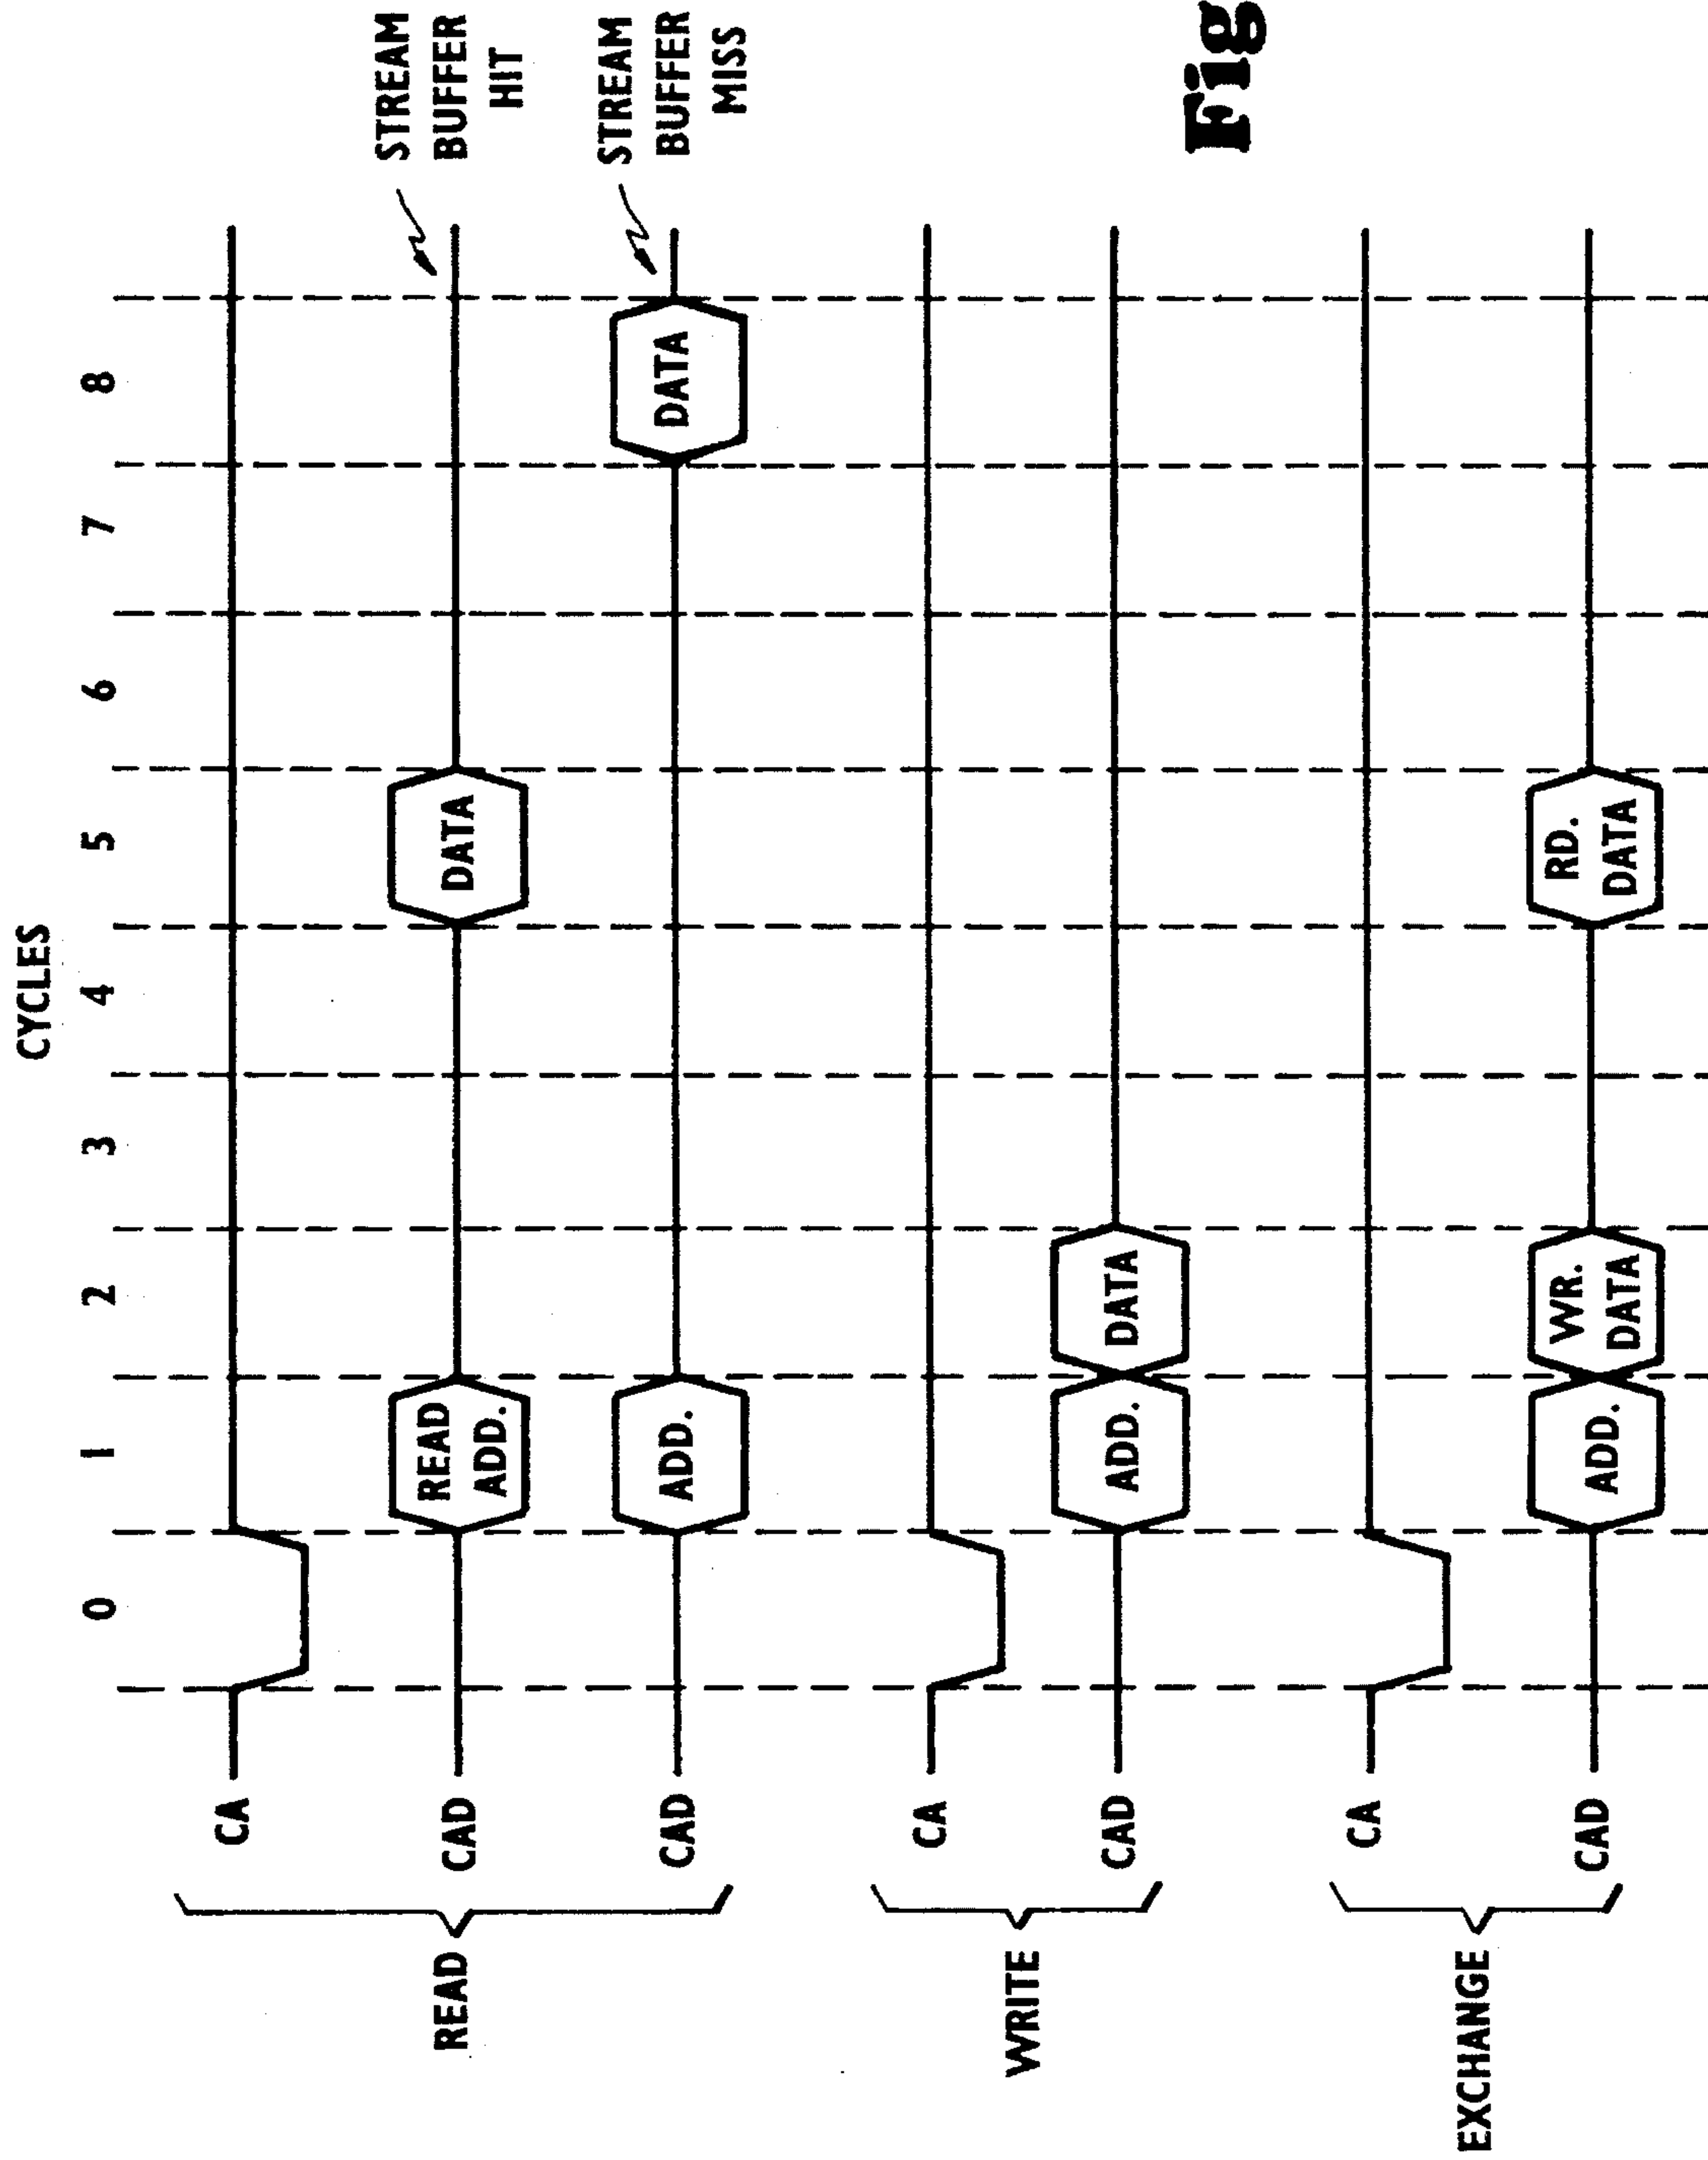 CYCLES
0 1 2 3 4 5 6 7 8
READ
CA
CAD
READ
ADD.
DATA
STREAM
BUFFER
HIT
CAD
ADD.
DATA
STREAM
BUFFER
MISS
WRITE
CA
CAD
ADD.
DATA
EXCHANGE
CA
CAD
ADD.
WR.
DATA
RD.
DATA
Fig